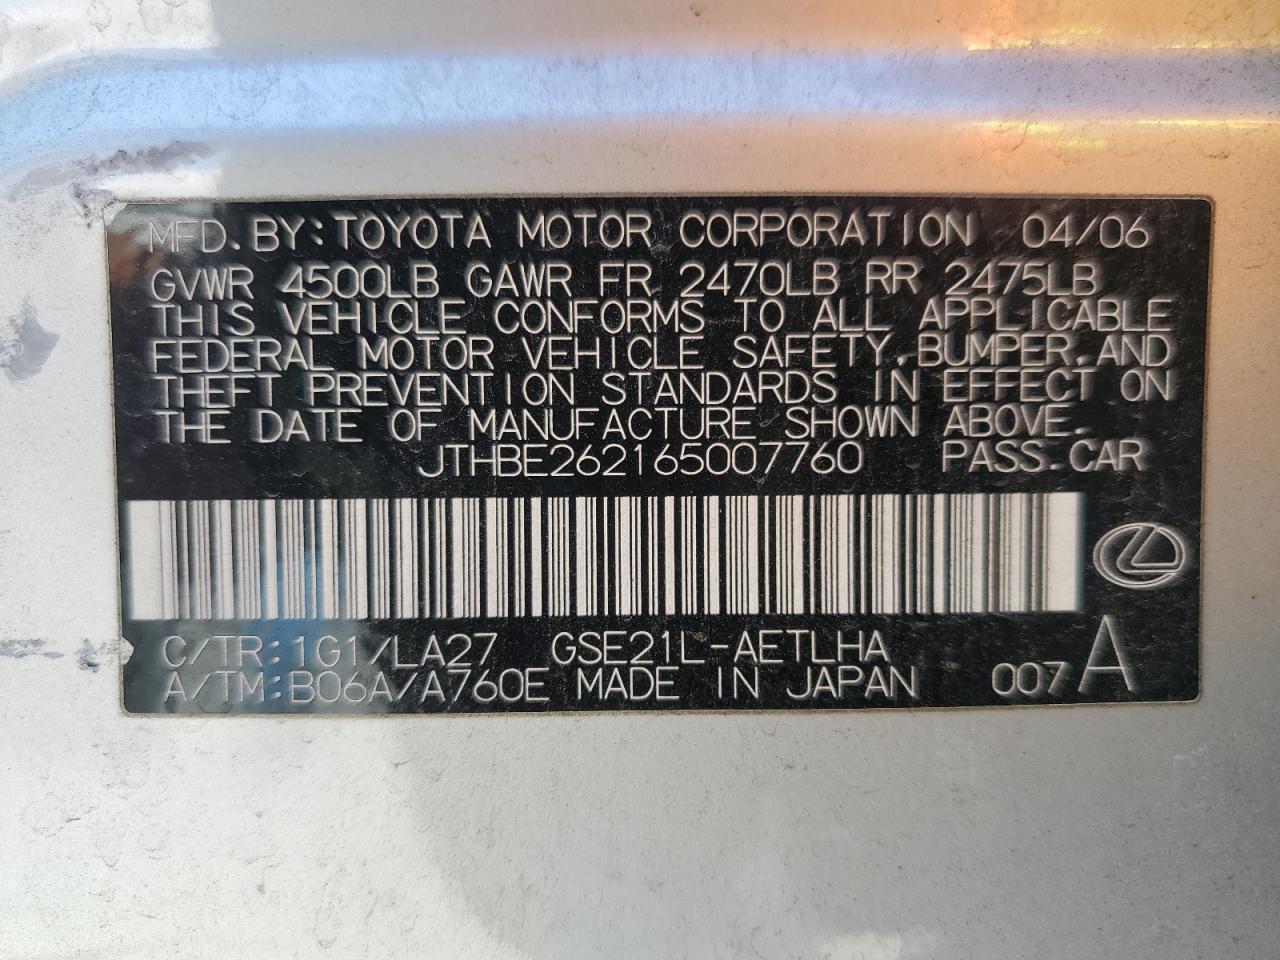 MFD. BY: TOYOTA MOTOR CORPORATION 04/06
GVWR 4500LB GAWR FR 2470LB RR 2475LB
THIS VEHICLE CONFORMS TO ALL APPLICABLE
FEDERAL MOTOR VEHICLE SAFETY, BUMPER, AND
THEFT PREVENTION STANDARDS IN EFFECT ON
THE DATE OF MANUFACTURE SHOWN ABOVE.
JTHBE262165007760 PASS. CAR
C/TR: 1G1/LA27 GSE21L-AETLHA
A/TM: B06A/A760E MADE IN JAPAN 007 A